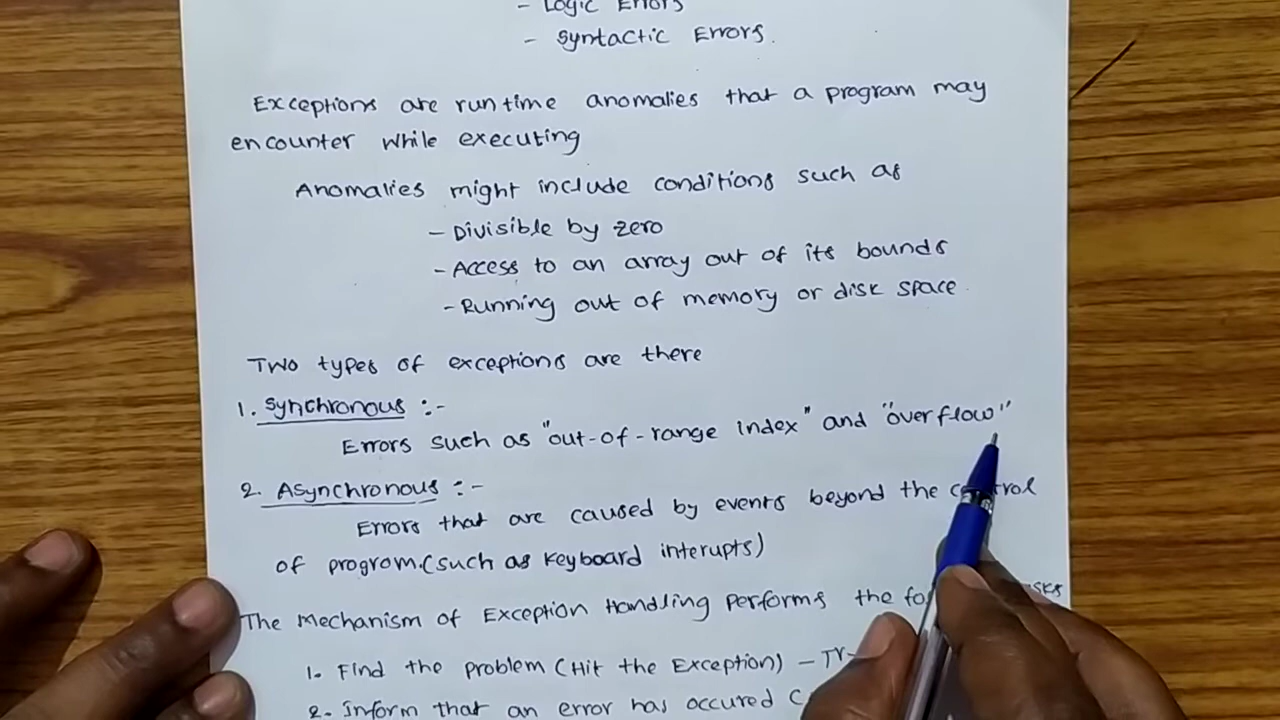 - Logic Errors
- Syntactic Errors.
Exceptions are run time anomalies that a program may
encounter while executing
Anomalies might include conditions such as
- Divisible by zero
- Access to an array out of its bounds
- Running out of memory or disk space.
Two types of exceptions are there
1. Synchronous :-
Errors such as "out-of-range index" and "overflow"
2. Asynchronous :-
Errors that are caused by events beyond the control
of program.(such as keyboard interupts)
The Mechanism of Exception Handling Performs the
1. Find the problem (Hit the Exception) -
2. Inform that an error has occured